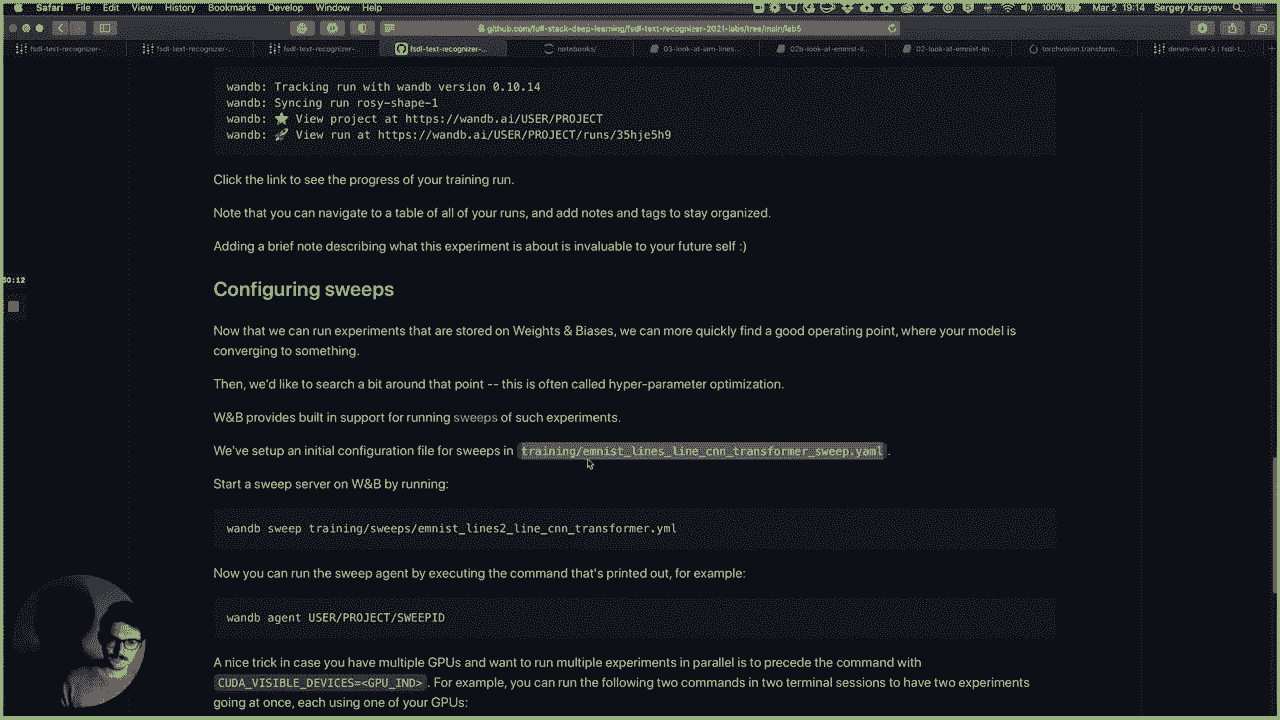 Safari File Edit View History Bookmarks Develop Window Help 100% Mar 2 19:14 Sergey Karayev
github.com/full-stack-deep-learning/fsdl-text-recognizer-2021-labs/tree/main/lab5
fsdl-text-recognizer-... fsdl-text-recognizer-... fsdl-text-recognizer-... fsdl-text-recognizer-... notebooks/ 03-look-at-iam-lines... 02b-look-at-emnist-li... 02-look-at-emnist-lin... torchvision.transform... denim-river-3 | fsdl-t...
wandb: Tracking run with wandb version 0.10.14
wandb: Syncing run rosy-shape-1
wandb: ⭐ View project at https://wandb.ai/USER/PROJECT
wandb: 🚀 View run at https://wandb.ai/USER/PROJECT/runs/35hje5h9
Click the link to see the progress of your training run.
Note that you can navigate to a table of all of your runs, and add notes and tags to stay organized.
Adding a brief note describing what this experiment is about is invaluable to your future self :)
Configuring sweeps
Now that we can run experiments that are stored on Weights & Biases, we can more quickly find a good operating point, where your model is
converging to something.
Then, we'd like to search a bit around that point -- this is often called hyper-parameter optimization.
W&B provides built in support for running sweeps of such experiments.
We've setup an initial configuration file for sweeps in training/emnist_lines_line_cnn_transformer_sweep.yaml .
Start a sweep server on W&B by running:
wandb sweep training/sweeps/emnist_lines2_line_cnn_transformer.yml
Now you can run the sweep agent by executing the command that's printed out, for example:
wandb agent USER/PROJECT/SWEEPID
A nice trick in case you have multiple GPUs and want to run multiple experiments in parallel is to precede the command with
CUDA_VISIBLE_DEVICES=<GPU_IND> . For example, you can run the following two commands in two terminal sessions to have two experiments
going at once, each using one of your GPUs: